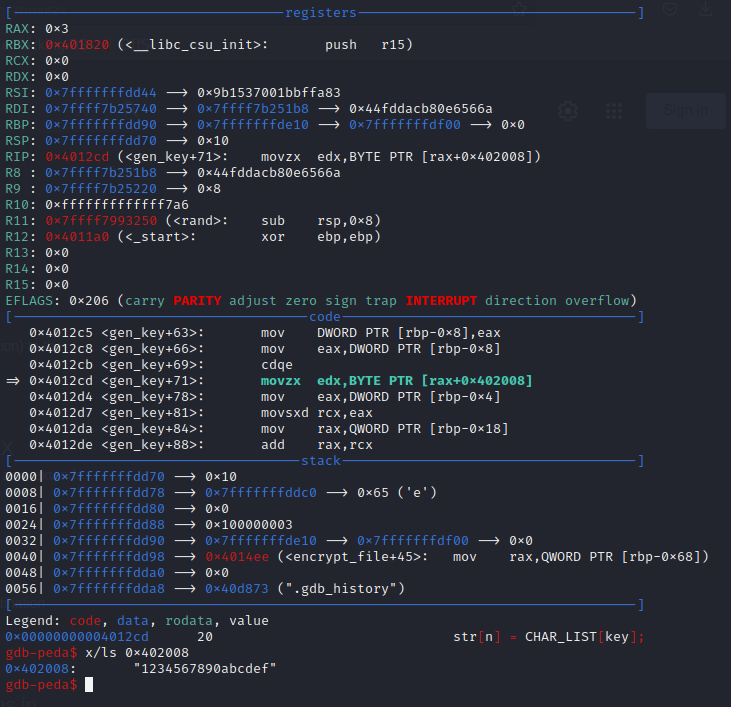 [-----registers-----]
RAX: 0x3
RBX: 0x401820 (<__libc_csu_init>: push r15)
RCX: 0x0
RDX: 0x0
RSI: 0x7fffffffdd44 --> 0x9b1537001bbffa83
RDI: 0x7ffff7b25740 --> 0x7ffff7b251b8 --> 0x44fddacb80e6566a
RBP: 0x7fffffffdd90 --> 0x7fffffffde10 --> 0x7fffffffdf00 --> 0x0
RSP: 0x7fffffffdd70 --> 0x10
RIP: 0x4012cd (<gen_key+71>: movzx edx,BYTE PTR [rax+0x402008])
R8 : 0x7ffff7b251b8 --> 0x44fddacb80e6566a
R9 : 0x7ffff7b25220 --> 0x8
R10: 0xfffffffffffff7a6
R11: 0x7ffff7993250 (<rand>: sub rsp,0x8)
R12: 0x4011a0 (<_start>: xor ebp,ebp)
R13: 0x0
R14: 0x0
R15: 0x0
EFLAGS: 0x206 (carry PARITY adjust zero sign trap INTERRUPT direction overflow)
[-----code-----]
0x4012c5 <gen_key+63>: mov DWORD PTR [rbp-0x8],eax
0x4012c8 <gen_key+66>: mov eax,DWORD PTR [rbp-0x8]
0x4012cb <gen_key+69>: cdqe
=> 0x4012cd <gen_key+71>: movzx edx,BYTE PTR [rax+0x402008]
0x4012d4 <gen_key+78>: mov eax,DWORD PTR [rbp-0x4]
0x4012d7 <gen_key+81>: movsxd rcx,eax
0x4012da <gen_key+84>: mov rax,QWORD PTR [rbp-0x18]
0x4012de <gen_key+88>: add rax,rcx
[-----stack-----]
0000| 0x7fffffffdd70 --> 0x10
0008| 0x7fffffffdd78 --> 0x7fffffffddc0 --> 0x65 ('e')
0016| 0x7fffffffdd80 --> 0x0
0024| 0x7fffffffdd88 --> 0x100000003
0032| 0x7fffffffdd90 --> 0x7fffffffde10 --> 0x7fffffffdf00 --> 0x0
0040| 0x7fffffffdd98 --> 0x4014ee (<encrypt_file+45>: mov rax,QWORD PTR [rbp-0x68])
0048| 0x7fffffffdda0 --> 0x0
0056| 0x7fffffffdda8 --> 0x40d873 (".gdb_history")
[----------]
Legend: code, data, rodata, value
0x00000000004012cd 20 str[n] = CHAR_LIST[key];
gdb-peda$ x/ls 0x402008
0x402008: "1234567890abcdef"
gdb-peda$
Sign in